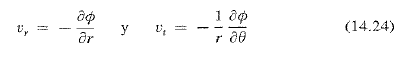 v_r = − ∂ϕ/∂r y v_t = − 1/r ∂ϕ/∂θ (14.24)